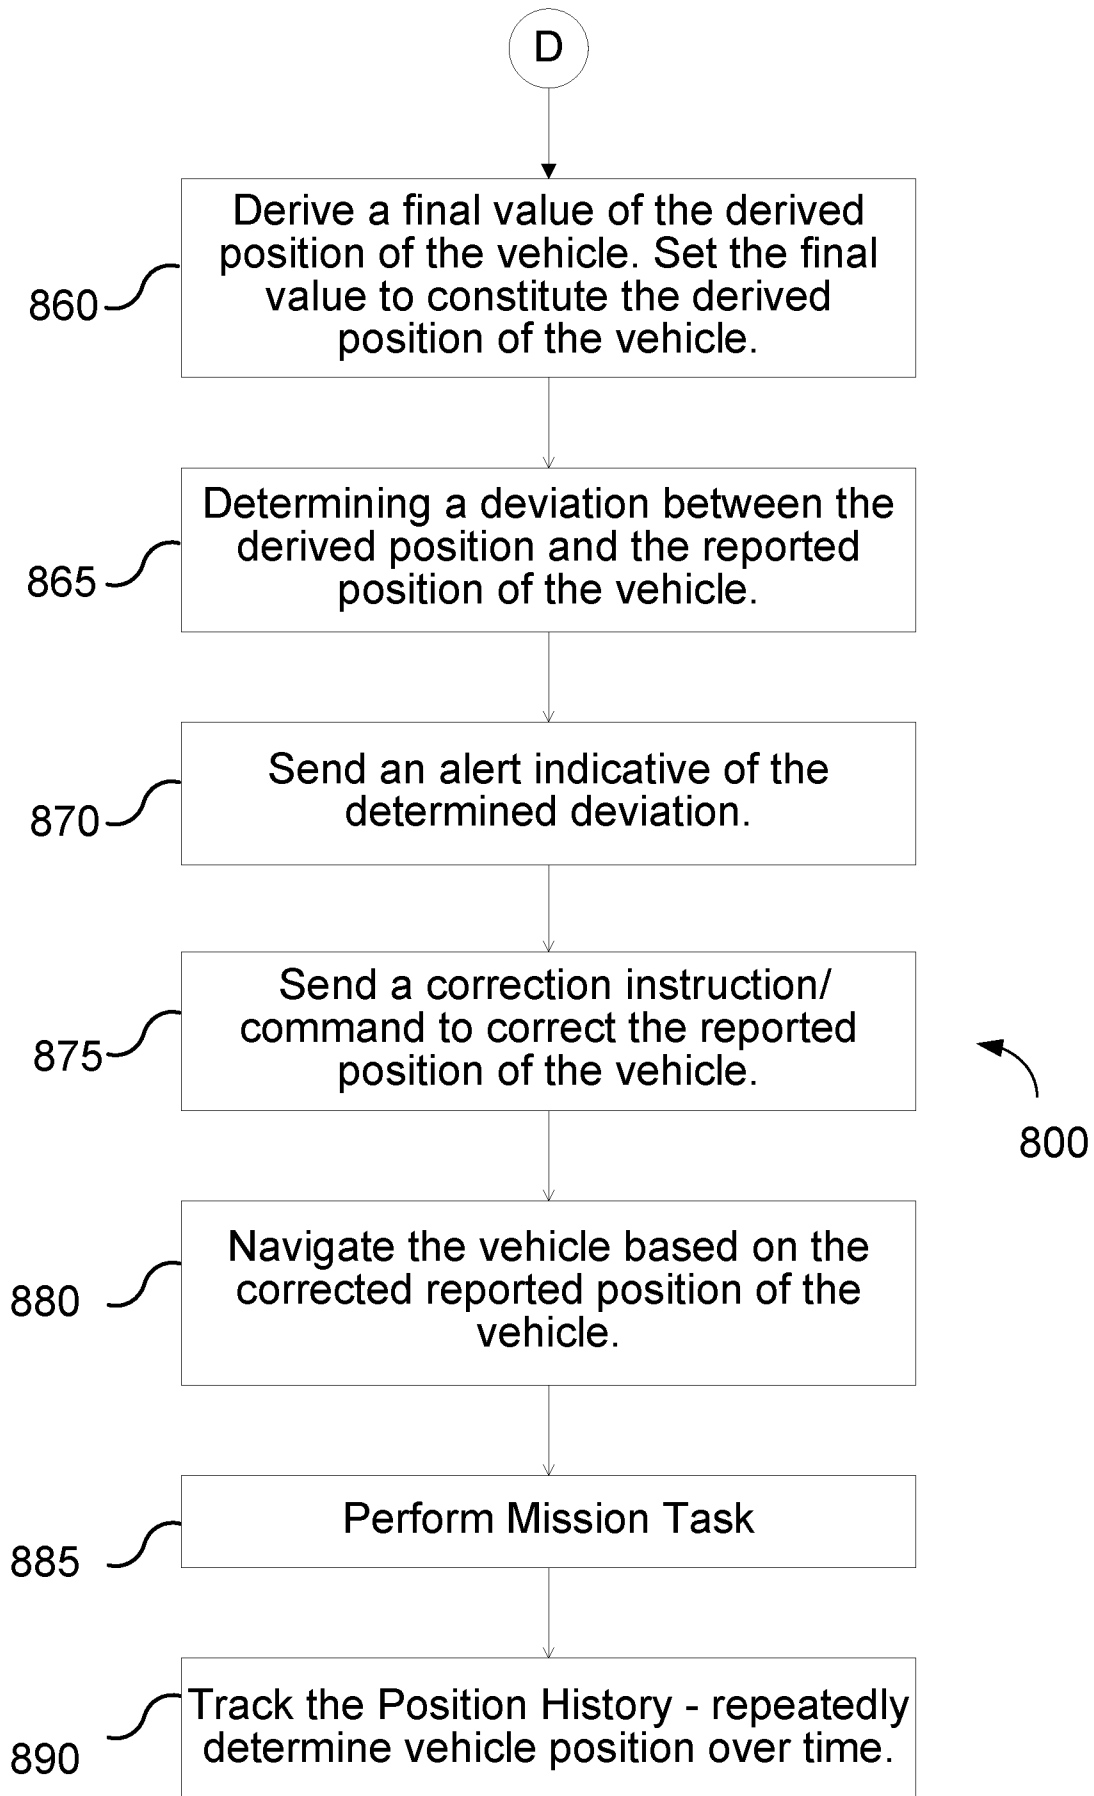 D
Derive a final value of the derived
position of the vehicle. Set the final
value to constitute the derived
position of the vehicle.
860
Determining a deviation between the
derived position and the reported
position of the vehicle.
865
Send an alert indicative of the
determined deviation.
870
Send a correction instruction/
command to correct the reported
position of the vehicle.
875
800
Navigate the vehicle based on the
corrected reported position of the
vehicle.
880
Perform Mission Task
885
Track the Position History - repeatedly
determine vehicle position over time.
890